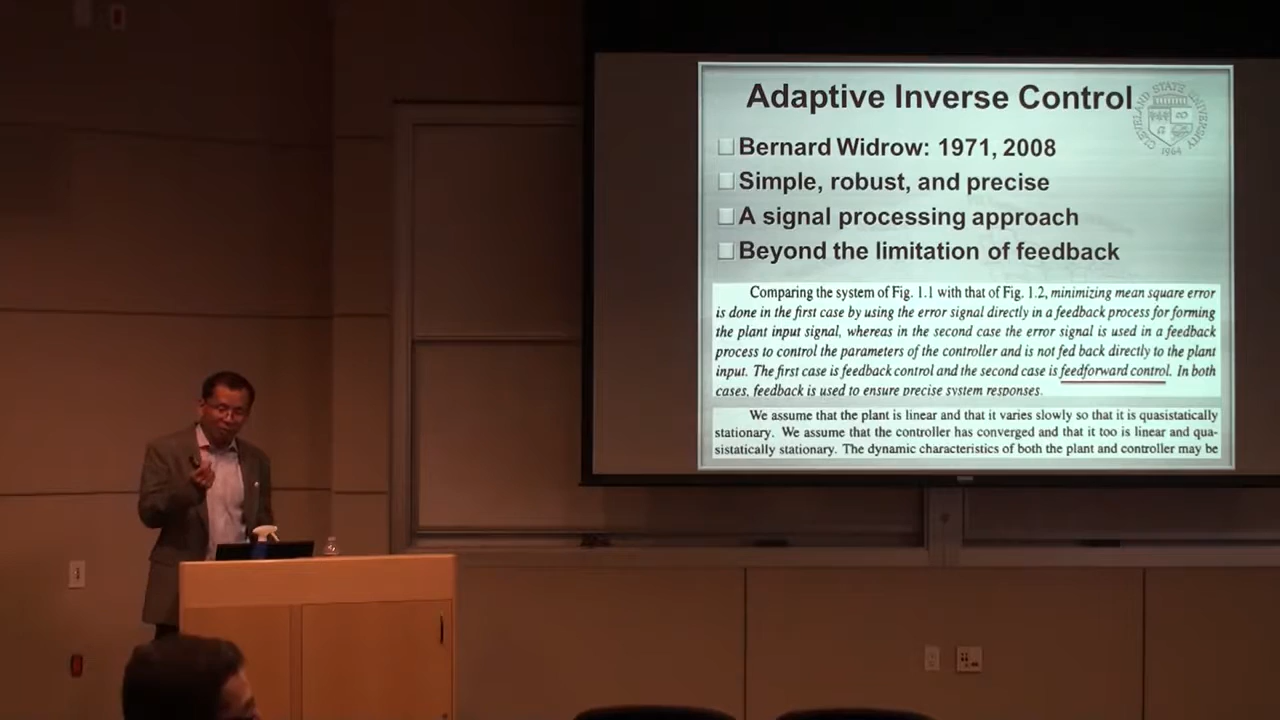 Adaptive Inverse Control
CLEVELAND STATE UNIVERSITY
1964
Bernard Widrow: 1971, 2008
Simple, robust, and precise
A signal processing approach
Beyond the limitation of feedback
Comparing the system of Fig. 1.1 with that of Fig. 1.2, minimizing mean square error
is done in the first case by using the error signal directly in a feedback process for forming
the plant input signal, whereas in the second case the error signal is used in a feedback
process to control the parameters of the controller and is not fed back directly to the plant
input. The first case is feedback control and the second case is feedforward control. In both
cases, feedback is used to ensure precise system responses.
We assume that the plant is linear and that it varies slowly so that it is quasistatically
stationary. We assume that the controller has converged and that it too is linear and qua-
sistatically stationary. The dynamic characteristics of both the plant and controller may be